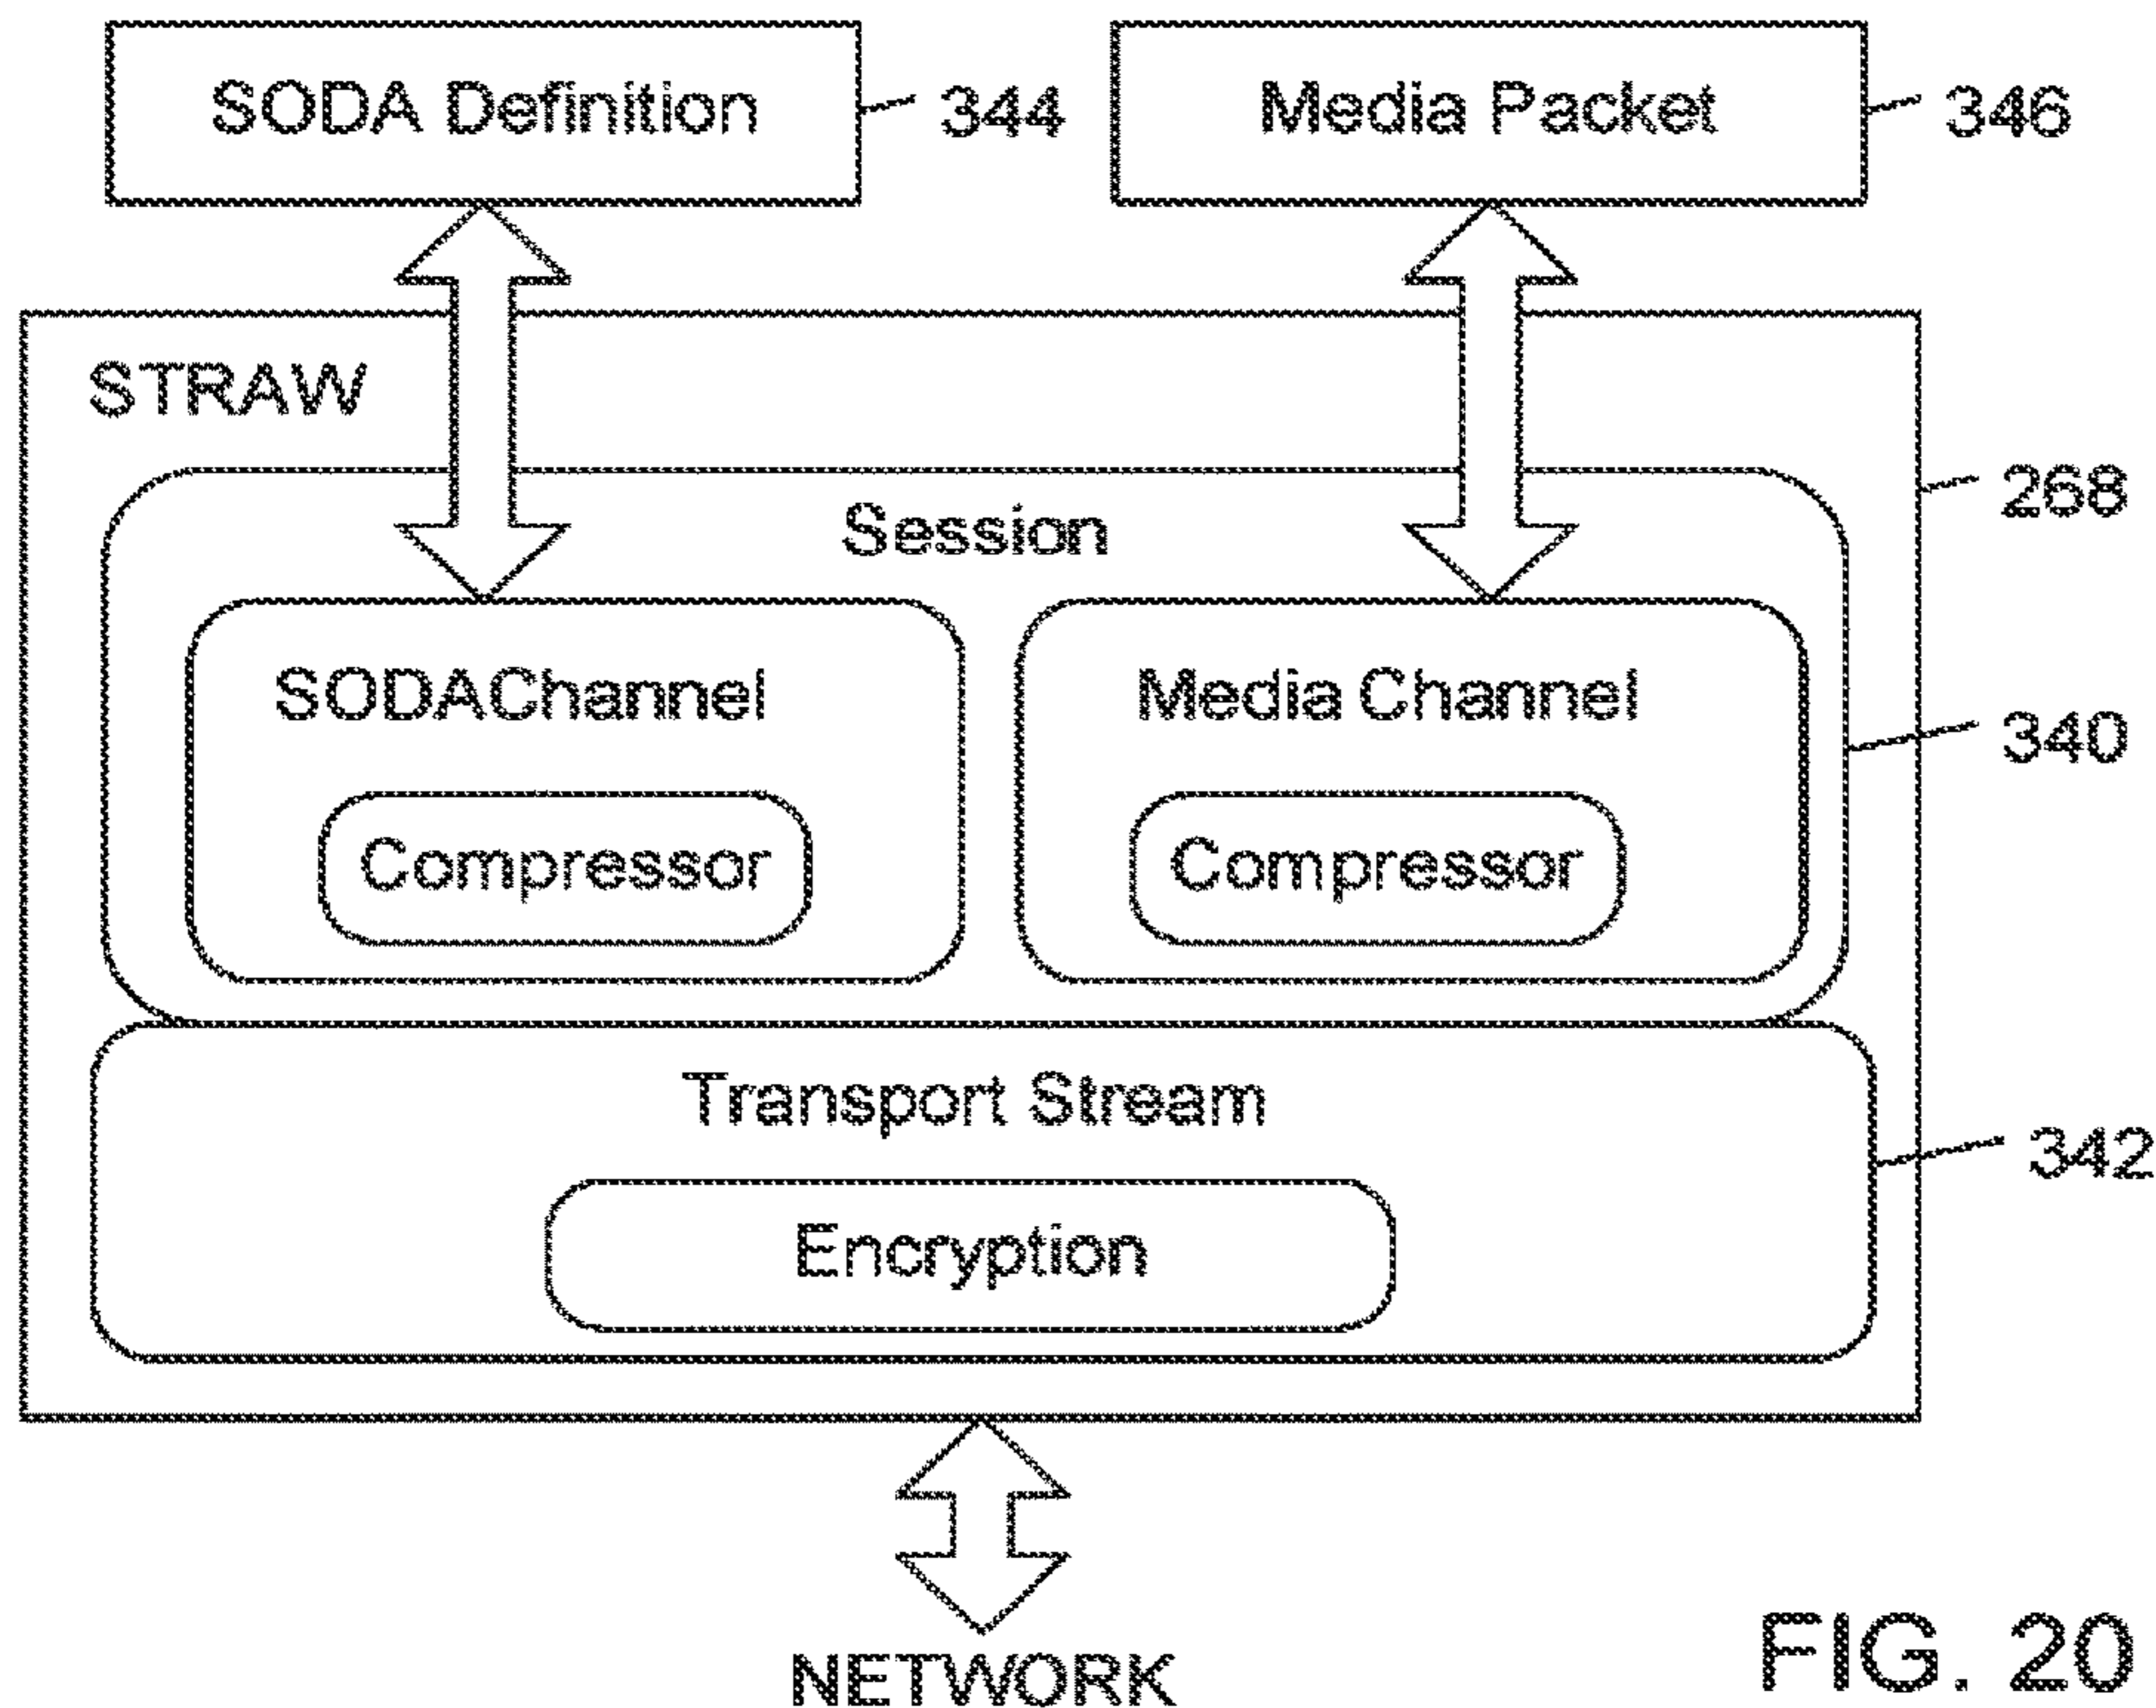 SODA Definition
344
Media Packet
346
STRAW
268
Session
SODAChannel
Media Channel
340
Compressor
Compressor
Transport Stream
342
Encryption
NETWORK
FIG. 20